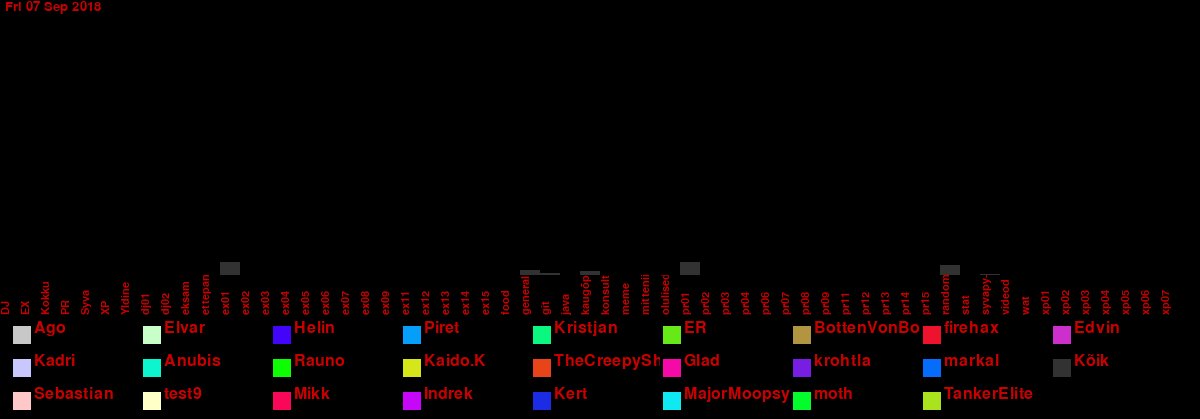 Fri 07 Sep 2018
DJ EX Kokku PR Syva XP Yldine dj01 dj02 eksam ettepan ex01 ex02 ex03 ex04 ex05 ex06 ex07 ex08 ex09 ex11 ex12 ex13 ex14 ex15 food general git java kaugõp konsult meme mittenii olulised pr01 pr02 pr03 pr04 pr06 pr07 pr08 pr09 pr11 pr12 pr13 pr14 pr15 random stat syvapy videod wat xp01 xp02 xp03 xp04 xp05 xp06 xp07
Ago Elvar Helin Piret Kristjan ER BottenVonBo firehax Edvin
Kadri Anubis Rauno Kaido.K TheCreepySh Glad krohtla markal Kõik
Sebastian test9 Mikk Indrek Kert MajorMoopsy moth TankerElite